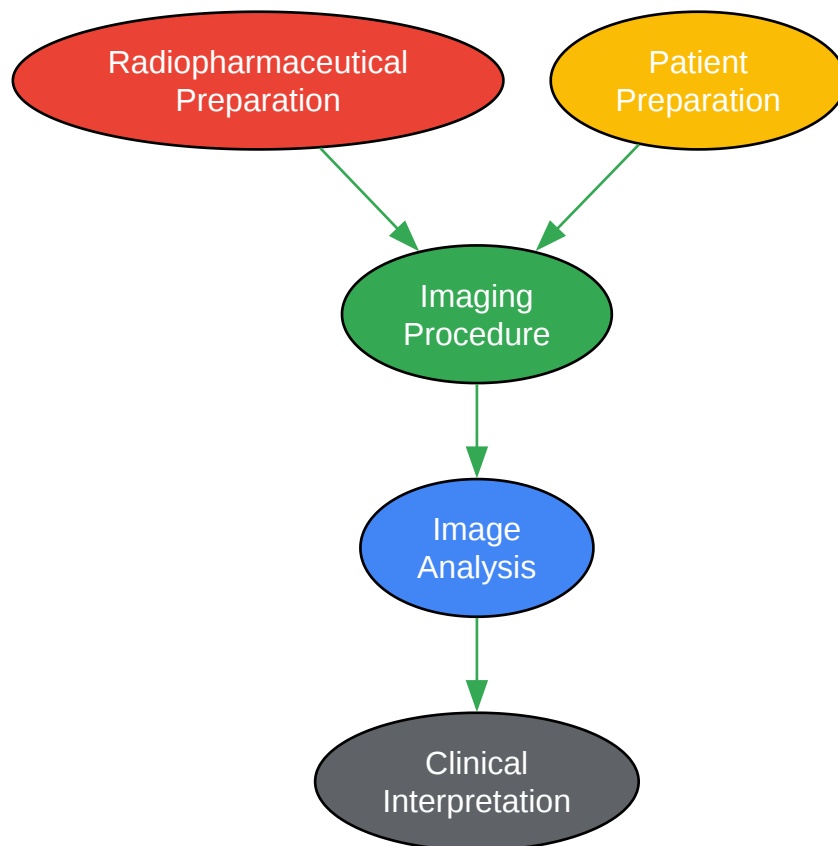 Radiopharmaceutical
Preparation
Patient
Preparation
Imaging
Procedure
Image
Analysis
Clinical
Interpretation